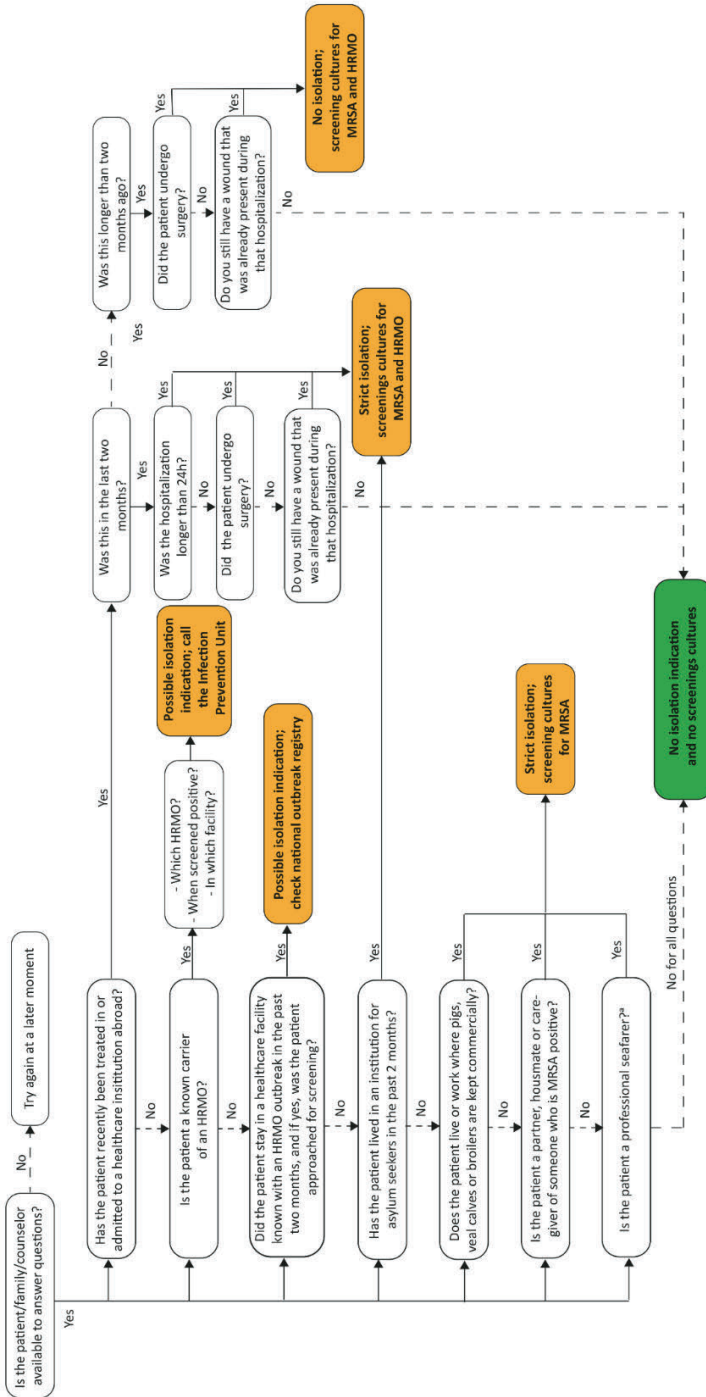 Is the patient/family/counselor
available to answer questions?
No
Try again at a later moment
Yes
Has the patient recently been treated in or
admitted to a healthcare insitition abroad?
Yes
Was this in the last two
months?
No
Yes
Was this longer than two
months ago?
Yes
Yes
Was the hospitalization
longer than 24h?
Yes
No
Did the patient undergo
surgery?
Yes
No
Do you still have a wound that
was already present during
that hospitalization?
Yes
No
Strict isolation;
screenings cultures for
MRSA and HRMO
Did the patient undergo
surgery?
Yes
No
Do you still have a wound that
was already present during
that hospitalization?
Yes
No
No isolation;
screening cultures for
MRSA and HRMO
No
Is the patient a known carrier
of an HRMO?
Yes
- Which HRMO?
- When screened positive?
- In which facility?
Possible isolation
indication; call
the Infection
Prevention Unit
No
Did the patient stay in a healthcare facility
known with an HRMO outbreak in the past
two months, and if yes, was the patient
approached for screening?
Yes
Possible isolation indication;
check national outbreak registry
No
Has the patient lived in an institution for
asylum seekers in the past 2 months?
Yes
No
Does the patient live or work where pigs,
veal calves or broilers are kept commercially?
Yes
No
Is the patient a partner, housmate or care-
giver of someone who is MRSA positive?
Yes
No
Is the patient a professional seafarer?ª
Yes
Strict isolation;
screening cultures
for MRSA
No for all questions
No isolation indication
and no screenings cultures